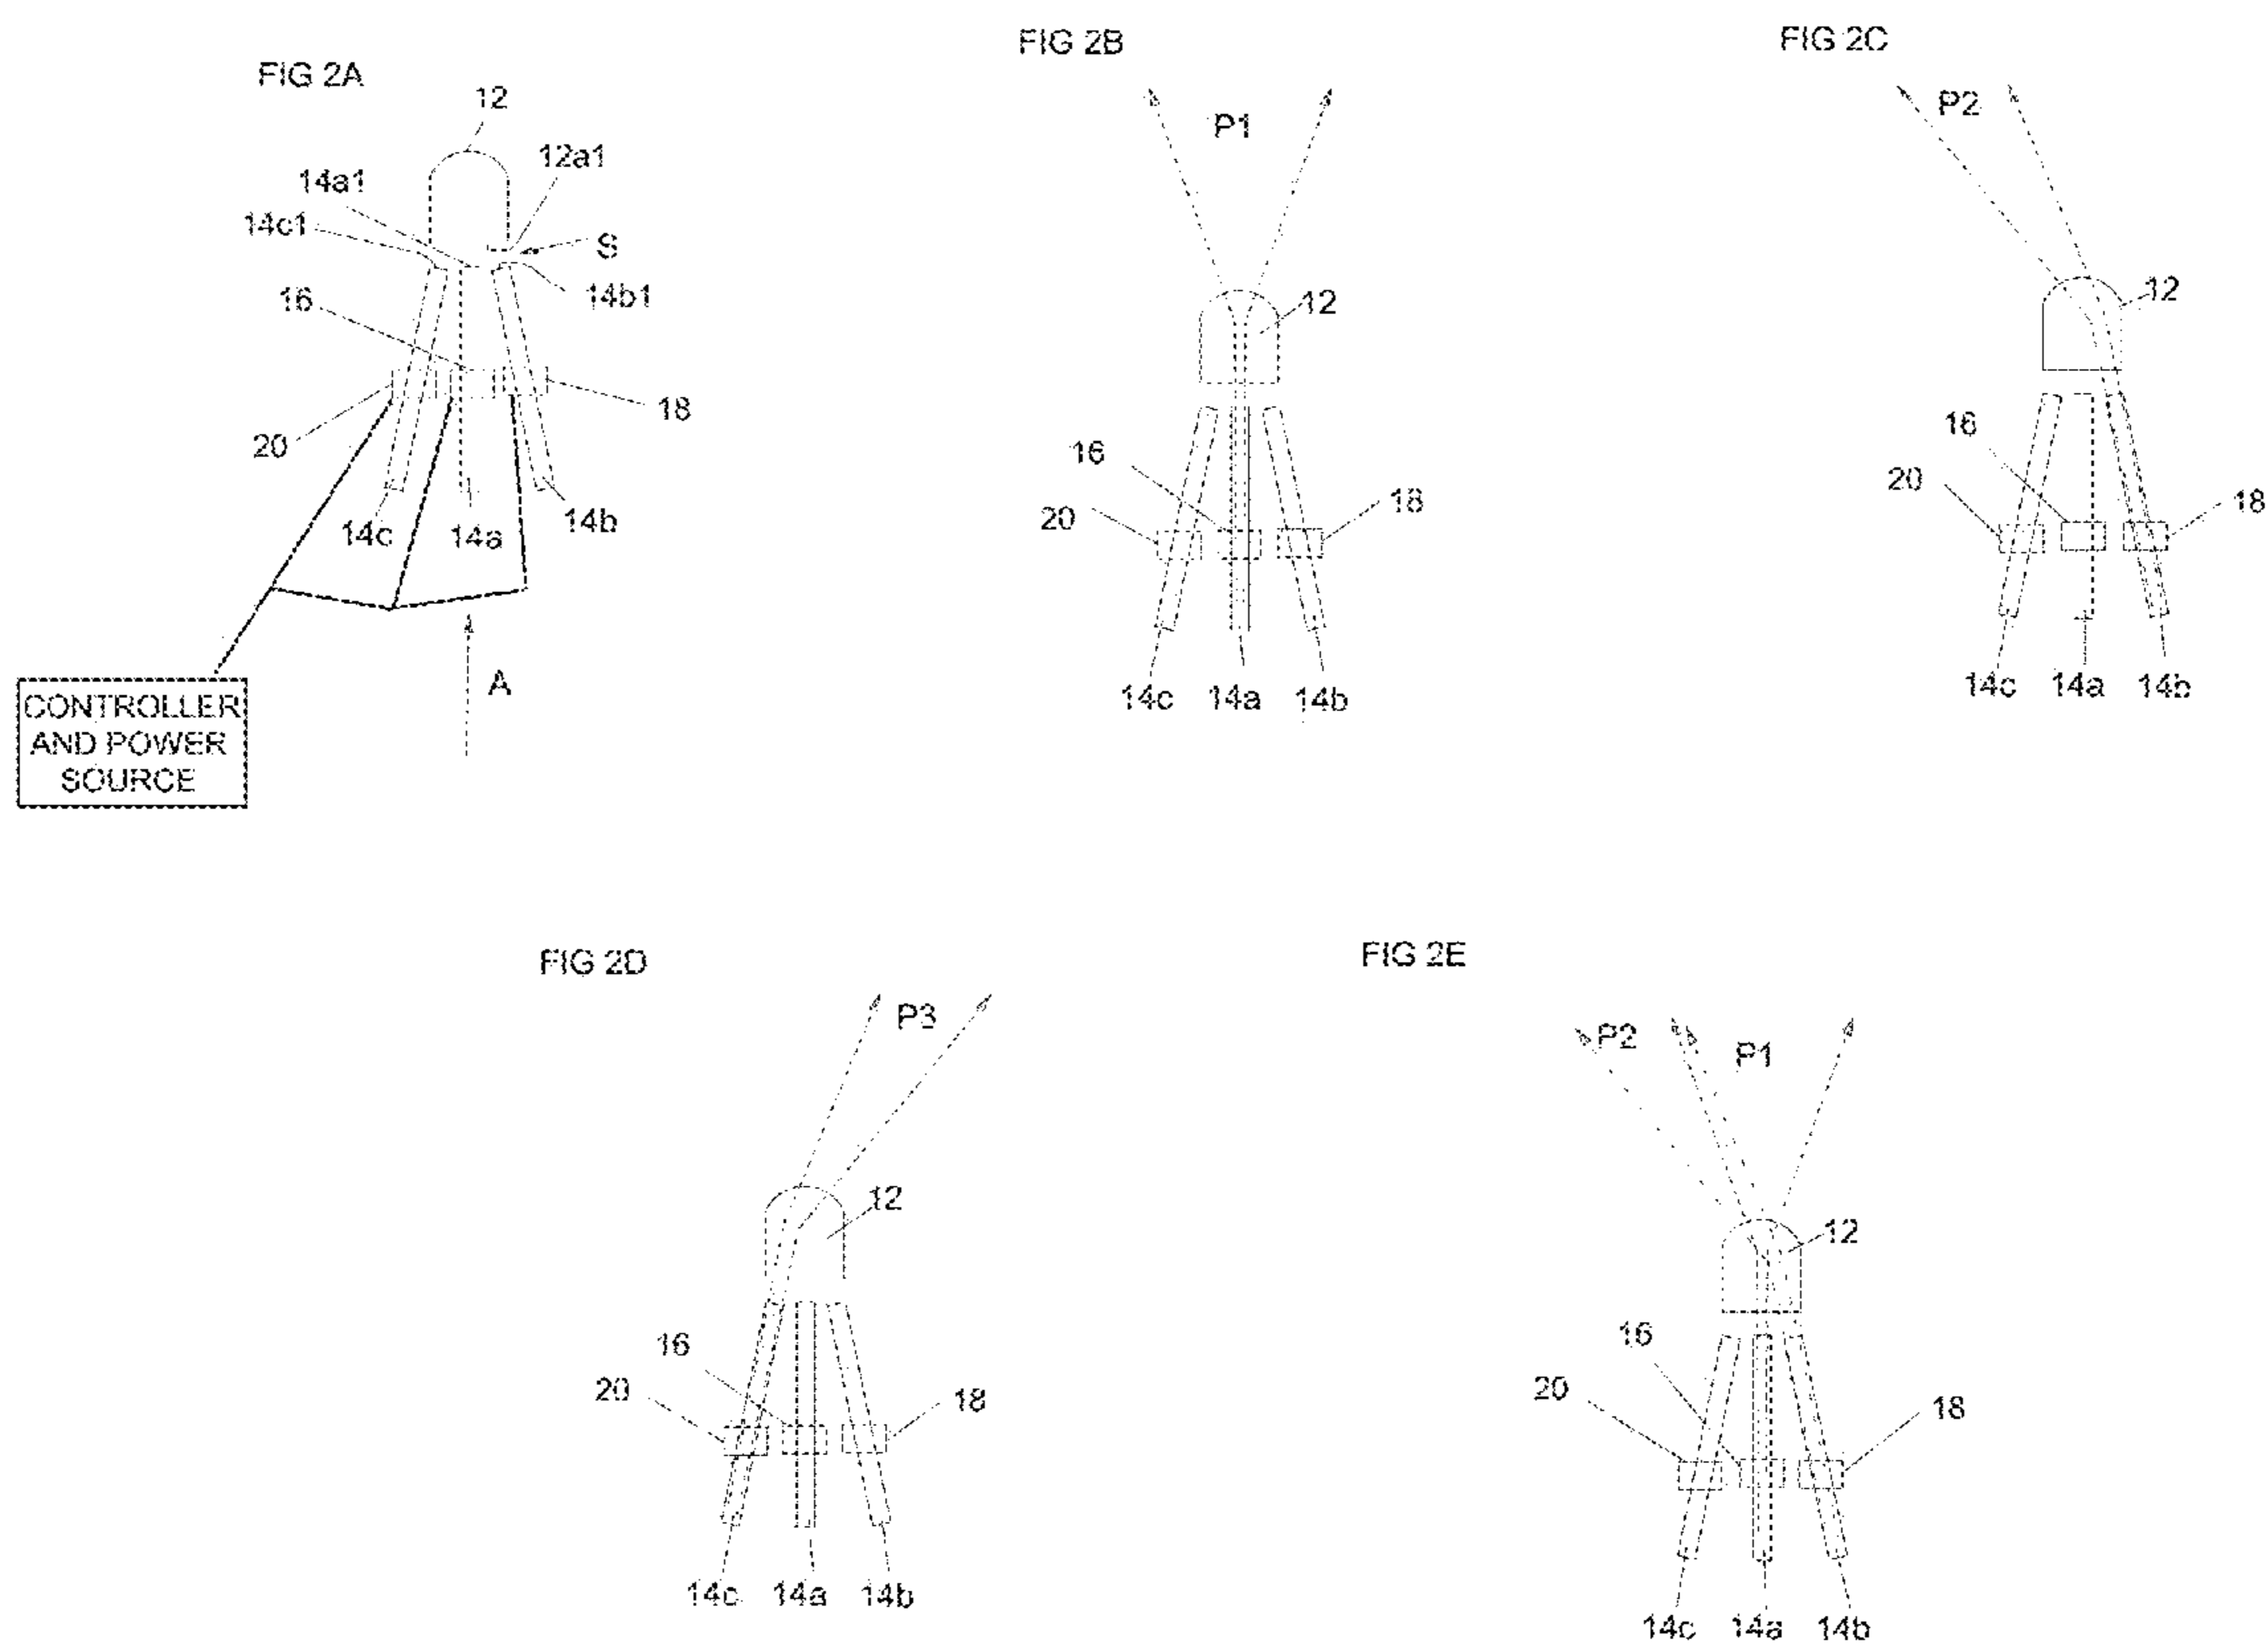 FIG 2A
12
12a1
14a1
14c1
S
14b1
16
18
20
14c
14a
14b
A
CONTROLLER
AND POWER
SOURCE
FIG 2B
P1
12
16
20
18
14c
14a
14b
FIG 2C
P2
12
16
20
18
14c
14a
14b
FIG 2D
P3
12
16
20
18
14c
14a
14b
FIG 2E
P2
P1
12
16
20
18
14c
14a
14b